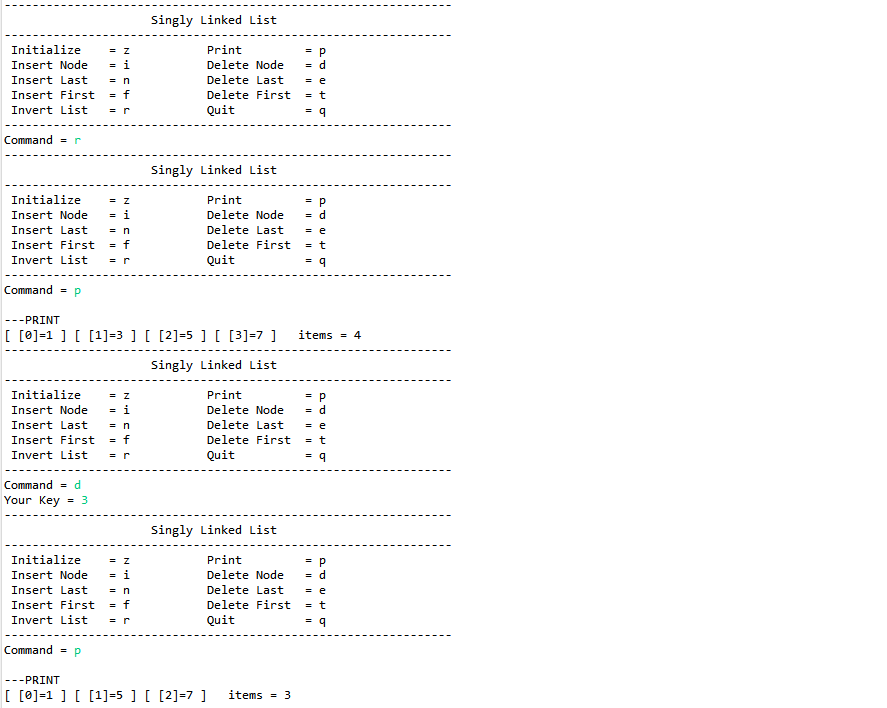 ----------------------------------------------------------------
                     Singly Linked List
----------------------------------------------------------------
 Initialize    = z           Print         = p
 Insert Node   = i           Delete Node   = d
 Insert Last   = n           Delete Last   = e
 Insert First  = f           Delete First  = t
 Invert List   = r           Quit          = q
----------------------------------------------------------------
Command = r
----------------------------------------------------------------
                     Singly Linked List
----------------------------------------------------------------
 Initialize    = z           Print         = p
 Insert Node   = i           Delete Node   = d
 Insert Last   = n           Delete Last   = e
 Insert First  = f           Delete First  = t
 Invert List   = r           Quit          = q
----------------------------------------------------------------
Command = p

---PRINT
[ [0]=1 ] [ [1]=3 ] [ [2]=5 ] [ [3]=7 ]   items = 4
----------------------------------------------------------------
                     Singly Linked List
----------------------------------------------------------------
 Initialize    = z           Print         = p
 Insert Node   = i           Delete Node   = d
 Insert Last   = n           Delete Last   = e
 Insert First  = f           Delete First  = t
 Invert List   = r           Quit          = q
----------------------------------------------------------------
Command = d
Your Key = 3
----------------------------------------------------------------
                     Singly Linked List
----------------------------------------------------------------
 Initialize    = z           Print         = p
 Insert Node   = i           Delete Node   = d
 Insert Last   = n           Delete Last   = e
 Insert First  = f           Delete First  = t
 Invert List   = r           Quit          = q
----------------------------------------------------------------
Command = p

---PRINT
[ [0]=1 ] [ [1]=5 ] [ [2]=7 ]   items = 3